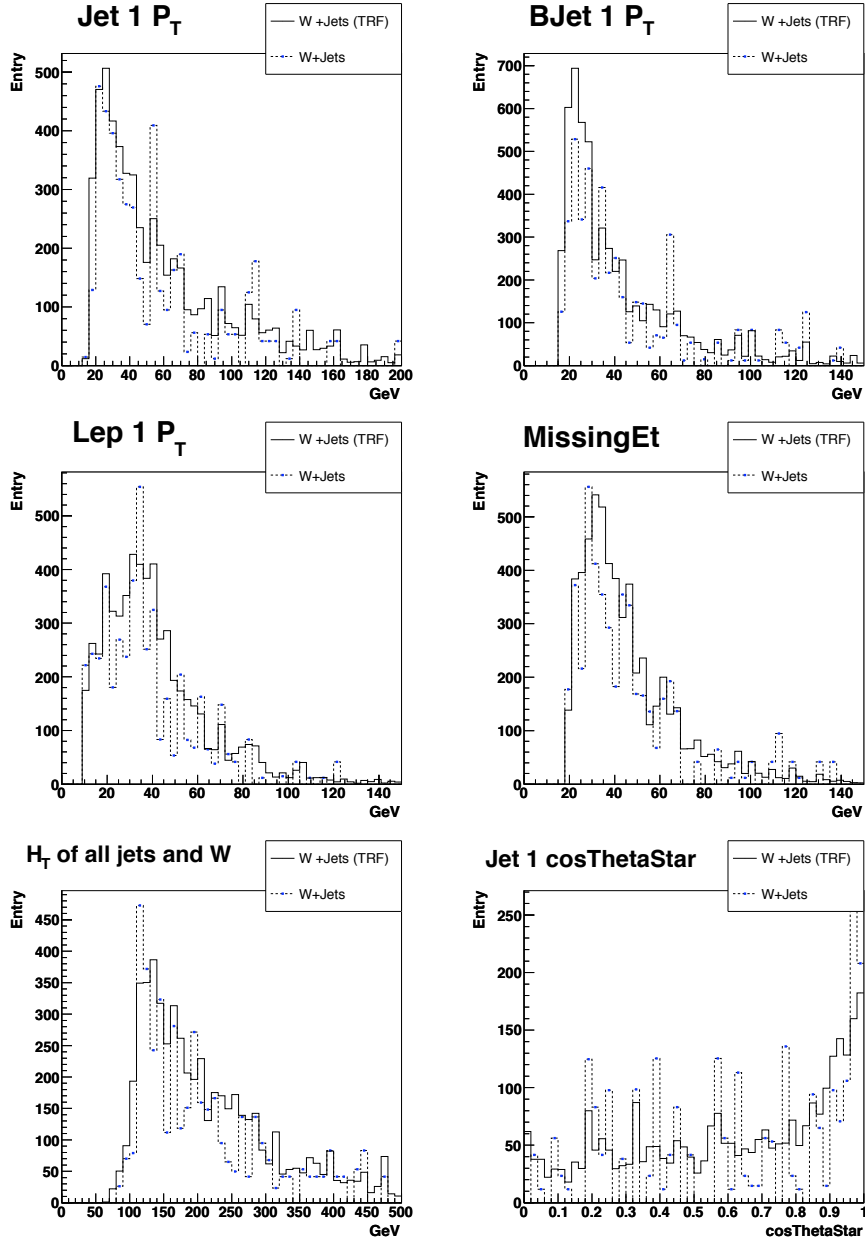 Jet 1 P_T
W +Jets (TRF)
W+Jets
Entry
500
400
300
200
100
0
0 20 40 60 80 100 120 140 160 180 200
GeV
BJet 1 P_T
W +Jets (TRF)
W+Jets
Entry
700
600
500
400
300
200
100
0
0 20 40 60 80 100 120 140
GeV
Lep 1 P_T
W +Jets (TRF)
W+Jets
Entry
500
400
300
200
100
0
0 20 40 60 80 100 120 140
GeV
MissingEt
W +Jets (TRF)
W+Jets
Entry
500
400
300
200
100
0
0 20 40 60 80 100 120 140
GeV
H_T of all jets and W
W +Jets (TRF)
W+Jets
Entry
450
400
350
300
250
200
150
100
50
0
0 50 100 150 200 250 300 350 400 450 500
GeV
Jet 1 cosThetaStar
W +Jets (TRF)
W+Jets
Entry
250
200
150
100
50
0
0 0.1 0.2 0.3 0.4 0.5 0.6 0.7 0.8 0.9 1
cosThetaStar